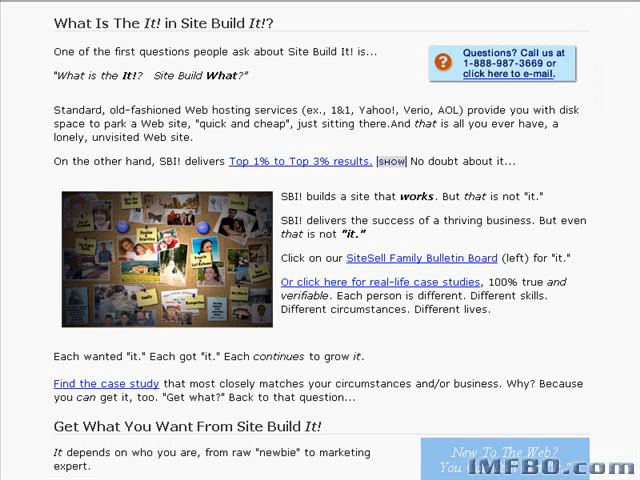 What Is The It! in Site Build It!?
One of the first questions people ask about Site Build It! is...
"What is the It!? Site Build What?"
Questions? Call us at
1-888-987-3669 or
click here to e-mail.
Standard, old-fashioned Web hosting services (ex., 1&1, Yahoo!, Verio, AOL) provide you with disk
space to park a Web site, "quick and cheap", just sitting there.And that is all you ever have, a
lonely, unvisited Web site.
On the other hand, SBI! delivers Top 1% to Top 3% results. SHOW No doubt about it...
SBI! builds a site that works. But that is not "it."
SBI! delivers the success of a thriving business. But even
that is not "it."
Click on our SiteSell Family Bulletin Board (left) for "it."
Or click here for real-life case studies, 100% true and
verifiable. Each person is different. Different skills.
Different circumstances. Different lives.
Each wanted "it." Each got "it." Each continues to grow it.
Find the case study that most closely matches your circumstances and/or business. Why? Because
you can get it, too. "Get what?" Back to that question...
Get What You Want From Site Build It!
It depends on who you are, from raw "newbie" to marketing
expert.
New To The Web?
IMFBO.com